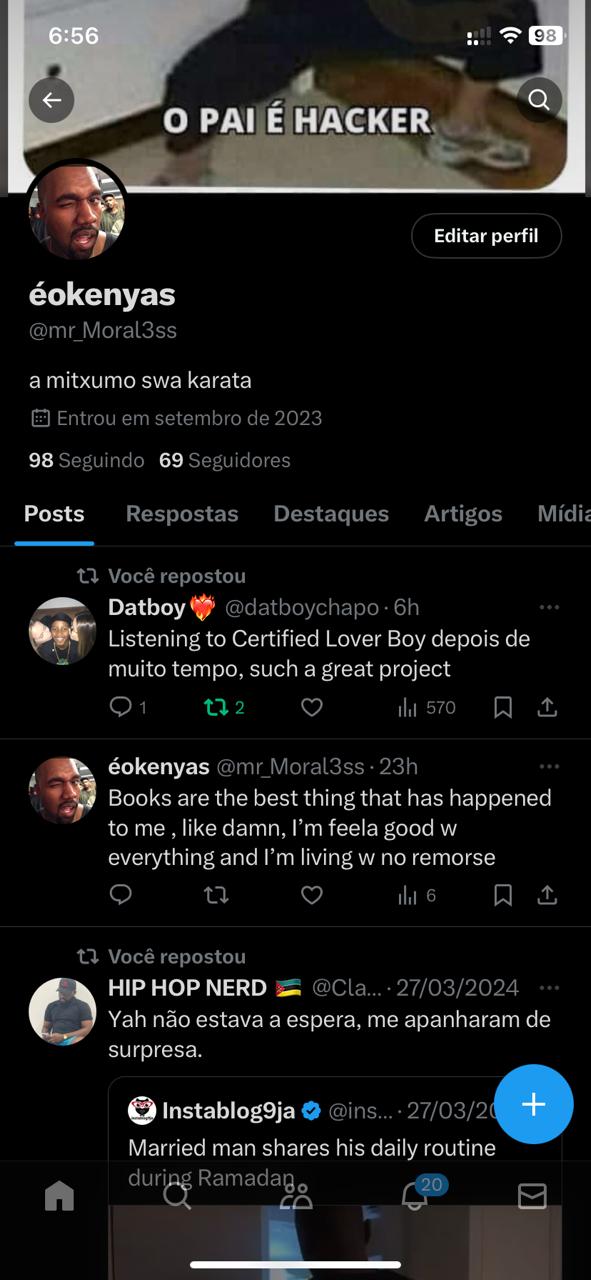 6:56
98
O PAI É HACKER
Editar perfil
éokenyas
@mr_Moral3ss
a mitxumo swa karata
Entrou em setembro de 2023
98 Seguindo 69 Seguidores
Posts Respostas Destaques Artigos Mídia
Você repostou
Datboy❤️‍🔥 @datboychapo · 6h
Listening to Certified Lover Boy depois de
muito tempo, such a great project
1 2 570
éokenyas @mr_Moral3ss · 23h
Books are the best thing that has happened
to me , like damn, I’m feela good w
everything and I’m living w no remorse
6
Você repostou
HIP HOP NERD 🇲🇿 @Cla... · 27/03/2024
Yah não estava a espera, me apanharam de
surpresa.
Instablog9ja @ins... · 27/03/20
Married man shares his daily routine
during Ramadan
20